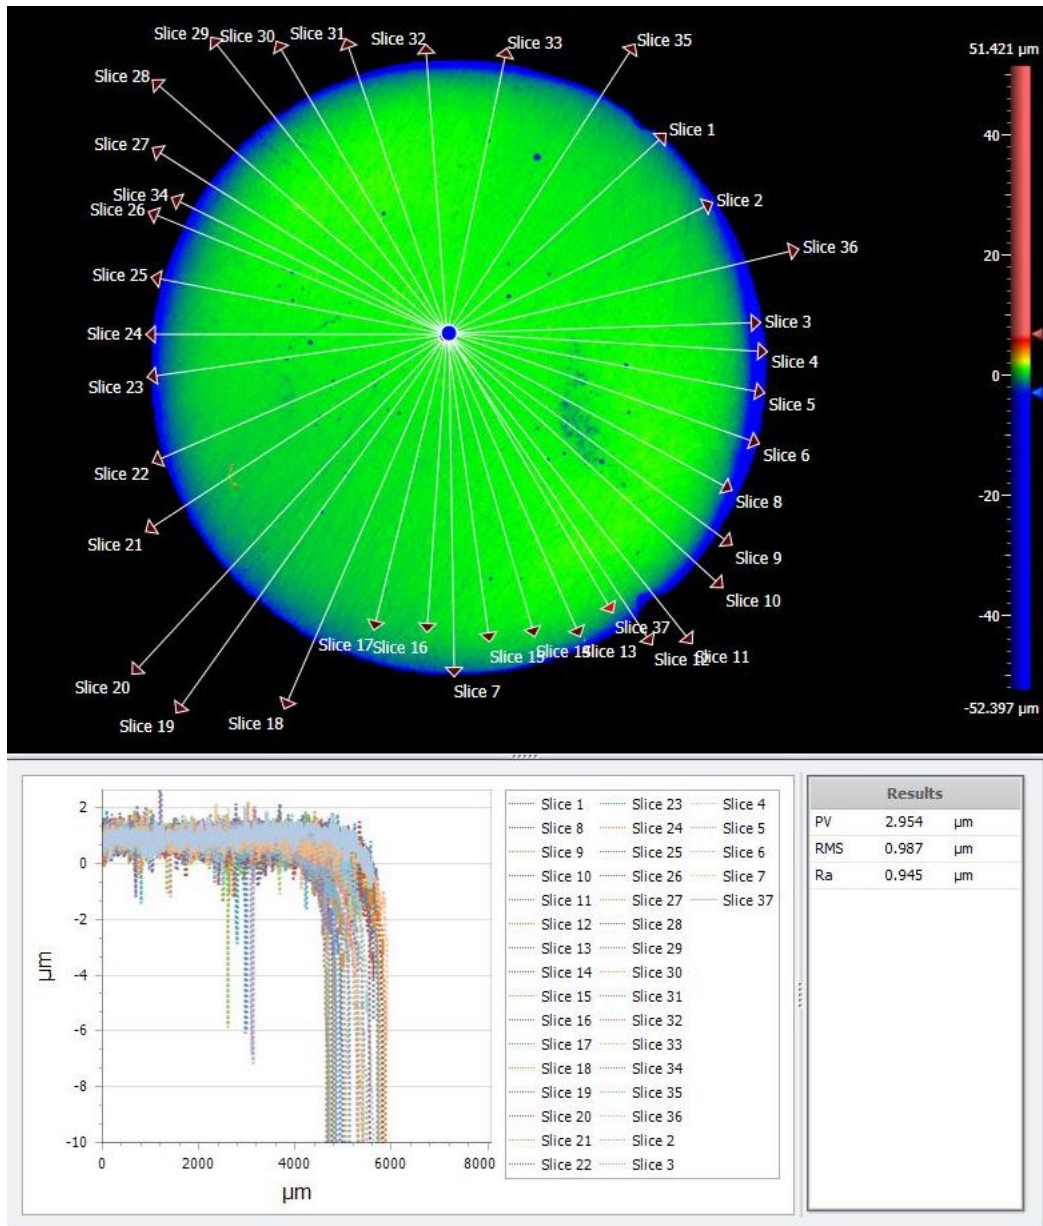 Slice 29 Slice 30 Slice 31 Slice 32 Slice 33 Slice 35
51.421 µm
Slice 28
Slice 1
40
Slice 27
Slice 34
Slice 26
Slice 2
Slice 36
20
Slice 25
Slice 24
Slice 3
Slice 4
0
Slice 23
Slice 5
Slice 22
Slice 6
Slice 8
-20
Slice 21
Slice 9
Slice 10
-40
Slice 37
Slice 17 Slice 16 Slice 15 Slice 14 Slice 13 Slice 12 Slice 11
Slice 20
Slice 7
Slice 19
Slice 18
-52.397 µm
2
0
-2
-4
-6
-8
-10
µm
0 2000 4000 6000 8000
µm
Slice 1 Slice 23 Slice 4
Slice 8 Slice 24 Slice 5
Slice 9 Slice 25 Slice 6
Slice 10 Slice 26 Slice 7
Slice 11 Slice 27 Slice 37
Slice 12 Slice 28
Slice 13 Slice 29
Slice 14 Slice 30
Slice 15 Slice 31
Slice 16 Slice 32
Slice 17 Slice 33
Slice 18 Slice 34
Slice 19 Slice 35
Slice 20 Slice 36
Slice 21 Slice 2
Slice 22 Slice 3
Results
PV 2.954 µm
RMS 0.987 µm
Ra 0.945 µm